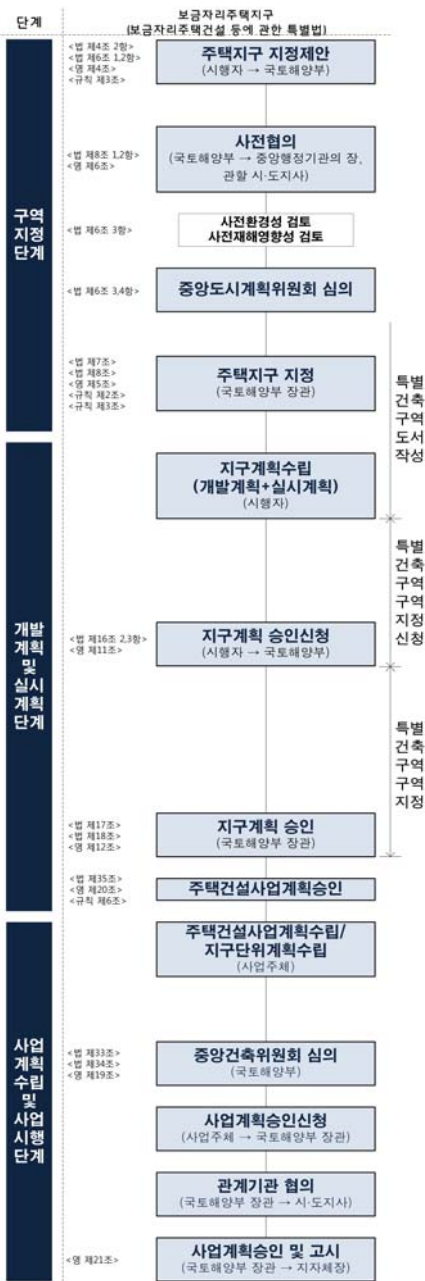 단계
보금자리주택지구
(보금자리주택건설 등에 관한 특별법)
구역
지정
단계
<법 제4조 2항>
<법 제6조 1,2항>
<영 제4조>
<규칙 제3조>
주택지구 지정제안
(시행자 → 국토해양부)
<법 제8조 1,2항>
<영 제6조>
사전협의
(국토해양부 → 중앙행정기관의 장,
관할 시·도지사)
<법 제6조 3항>
사전환경성 검토
사전재해영향성 검토
<법 제6조 3,4항>
중앙도시계획위원회 심의
<법 제7조>
<법 제8조>
<영 제5조>
<규칙 제2조>
<규칙 제3조>
주택지구 지정
(국토해양부 장관)
특별
건축
구역
도서
작성
개발
계획
및
실시
계획
단계
지구계획수립
(개발계획+실시계획)
(시행자)
특별
건축
구역
구역
지정
신청
<법 제16조 2,3항>
<영 제11조>
지구계획 승인신청
(시행자 → 국토해양부)
특별
건축
구역
구역
지정
<법 제17조>
<법 제18조>
<영 제12조>
지구계획 승인
(국토해양부 장관)
<법 제35조>
<영 제20조>
<규칙 제6조>
주택건설사업계획승인
사업
계획
수립
및
사업
시행
단계
주택건설사업계획수립/
지구단위계획수립
(사업주체)
<법 제33조>
<법 제34조>
<영 제19조>
중앙건축위원회 심의
(국토해양부)
사업계획승인신청
(사업주체 → 국토해양부 장관)
관계기관 협의
(국토해양부 장관 → 시·도지사)
<영 제21조>
사업계획승인 및 고시
(국토해양부 장관 → 지자체장)